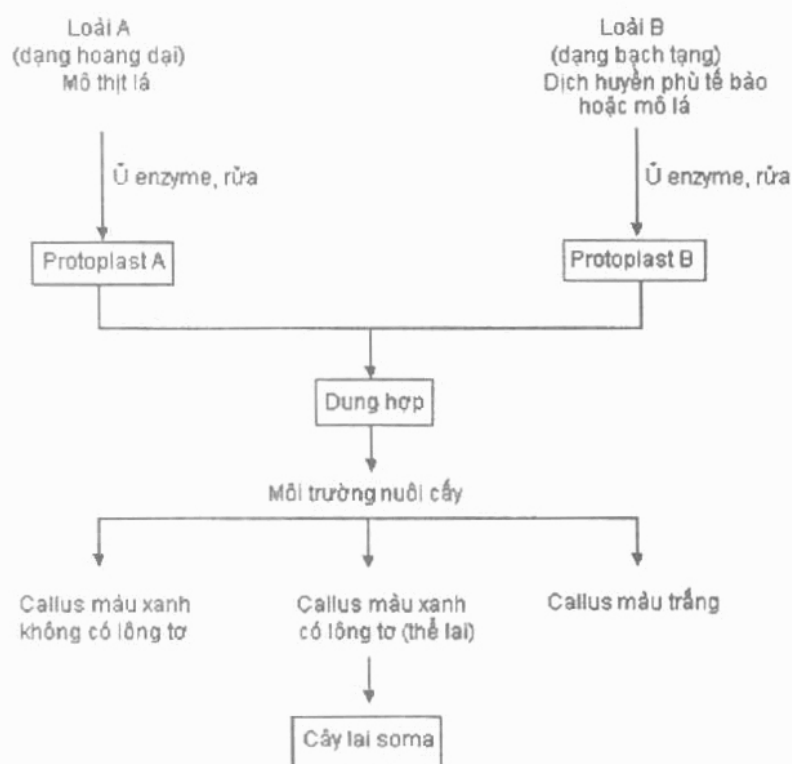 Loài A
(dạng hoang dại)
Mô thịt lá
Loài B
(dạng bạch tạng)
Dịch huyền phù tế bào
hoặc mô lá
Ủ enzyme, rửa
Ủ enzyme, rửa
Protoplast A
Protoplast B
Dung hợp
Môi trường nuôi cấy
Callus màu xanh
không có lông tơ
Callus màu xanh
có lông tơ (thể lai)
Callus màu trắng
Cây lai soma